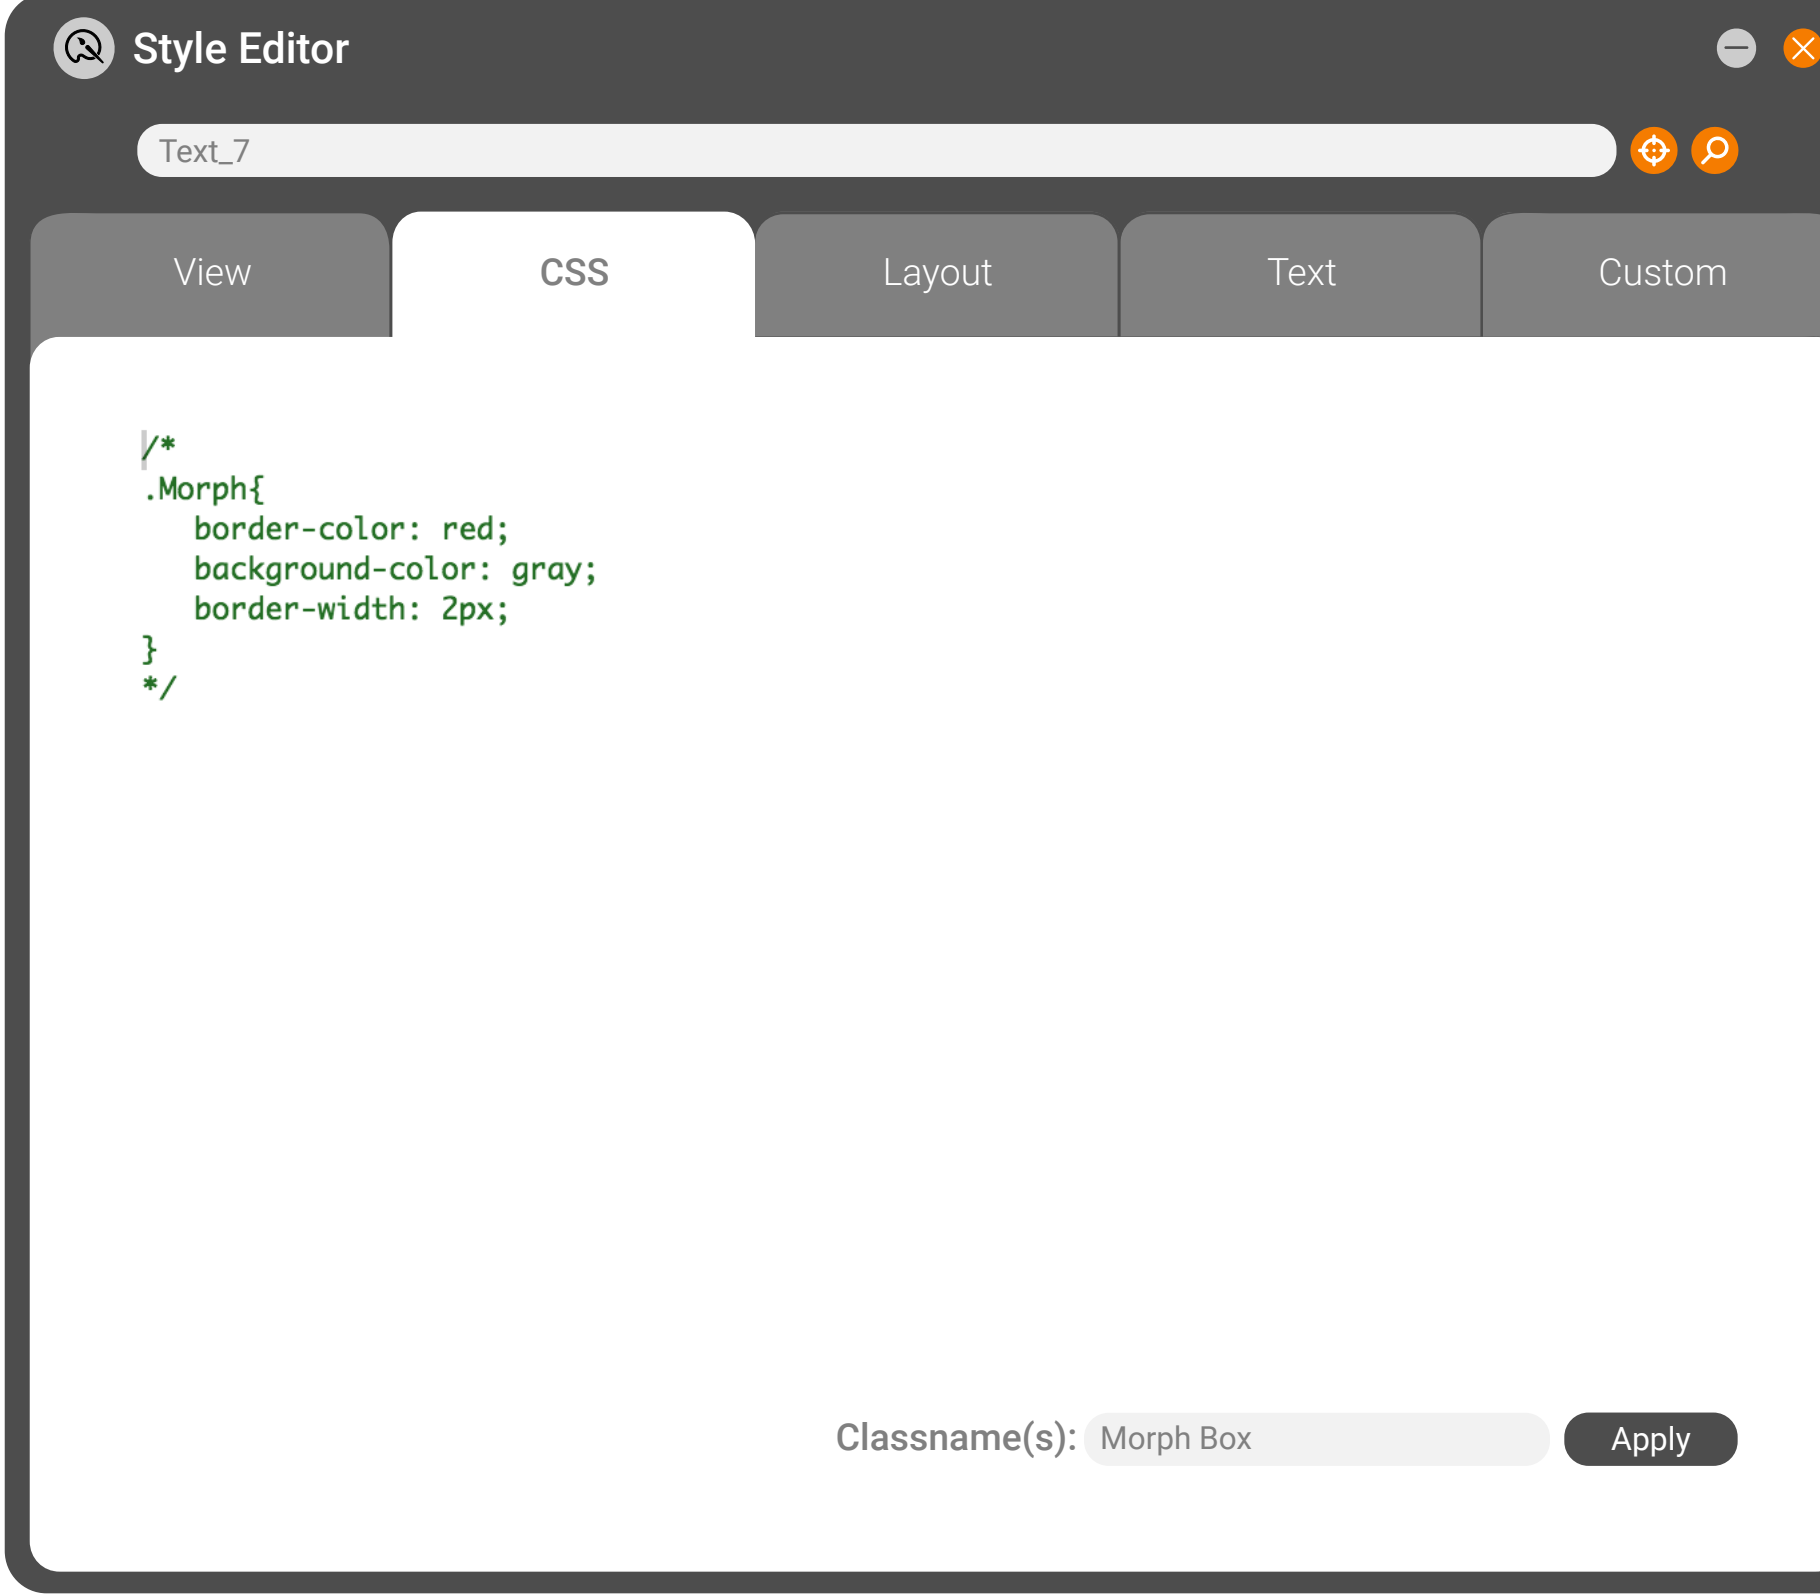 Style Editor
Text_7
View CSS Layout Text Custom
/*
.Morph{
   border-color: red;
   background-color: gray;
   border-width: 2px;
}
*/
Classname(s): Morph Box Apply